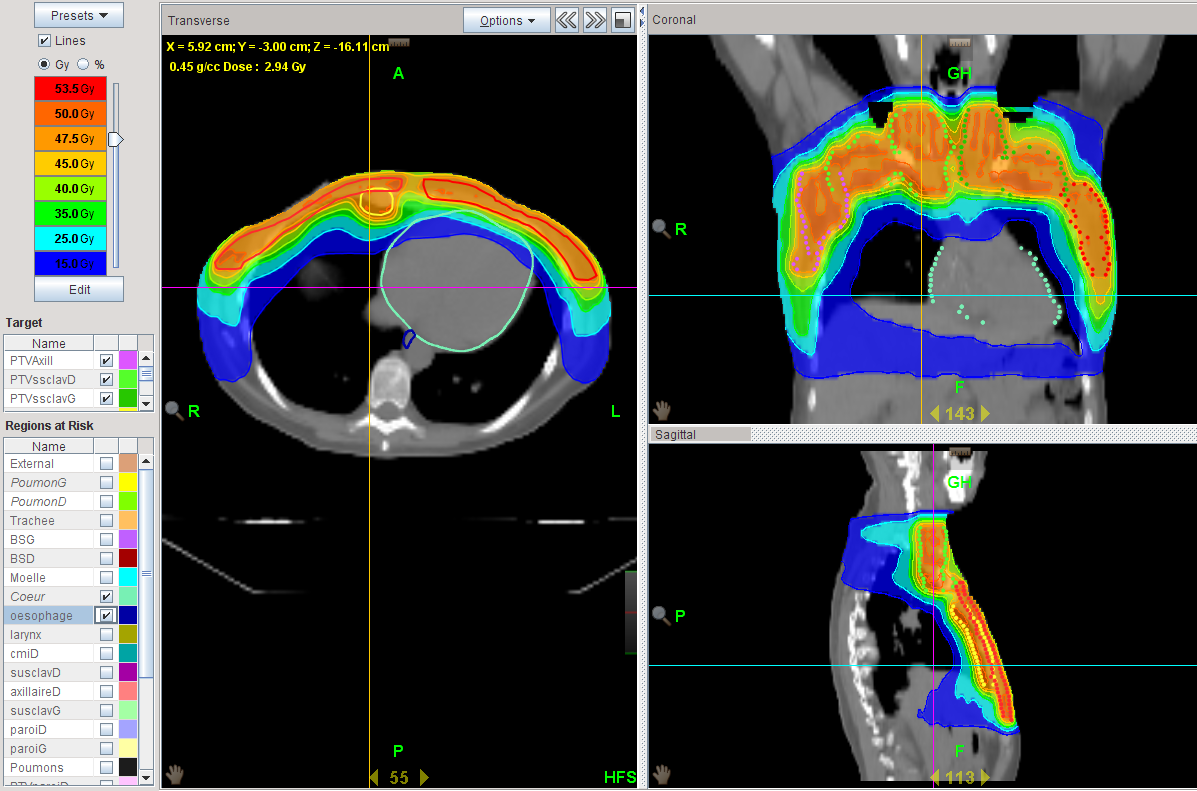 Presets
Lines
Gy %
53.5 Gy
50.0 Gy
47.5 Gy
45.0 Gy
40.0 Gy
35.0 Gy
25.0 Gy
15.0 Gy
Edit
Target
Name
PTVAxill
PTVssclavD
PTVssclavG
Regions at Risk
Name
External
PoumonG
PoumonD
Trachee
BSG
BSD
Moelle
Coeur
oesophage
larynx
cmiD
susclavD
axillaireD
susclavG
paroiD
paroiG
Poumons
Transverse
Options
X = 5.92 cm; Y = -3.00 cm; Z = -16.11 cm
0.45 g/cc Dose : 2.94 Gy
A
R
L
P
55
HFS
Coronal
GH
R
F
143
Sagittal
GH
P
F
113